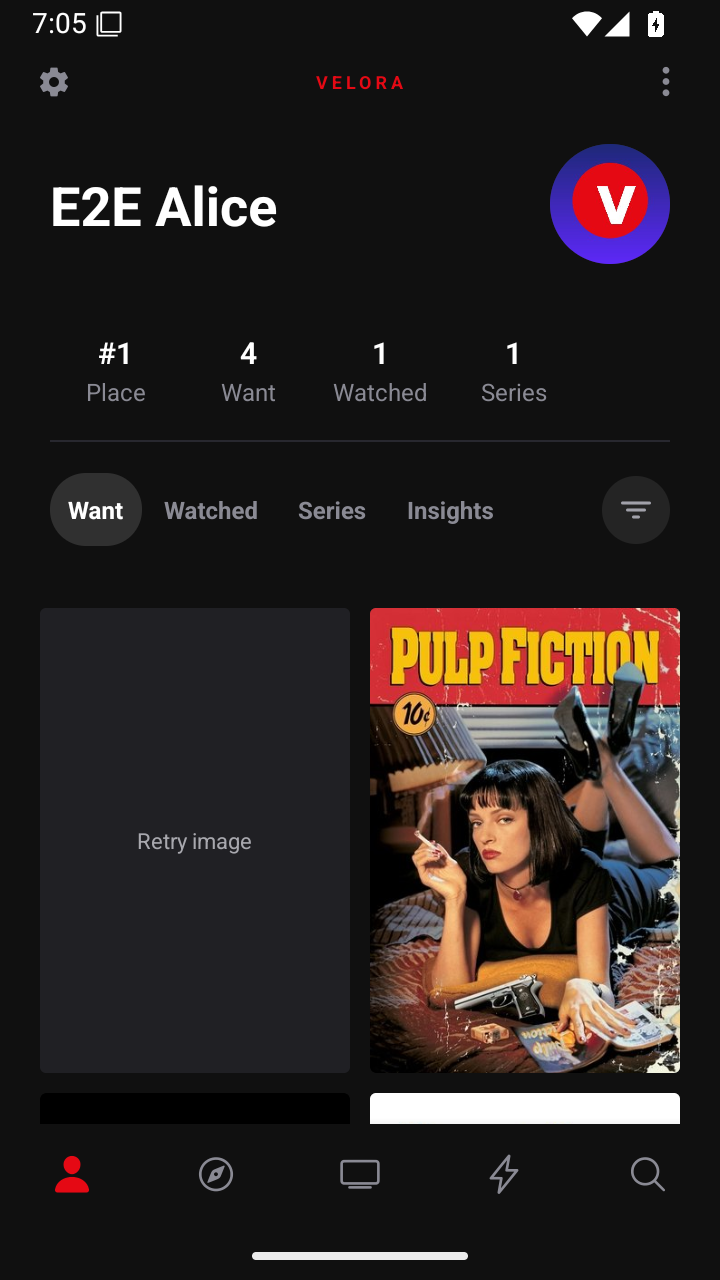 7:05
VELORA
E2E Alice
V
#1 4 1 1
Place Want Watched Series
Want Watched Series Insights
PULP FICTION
10¢
Retry image